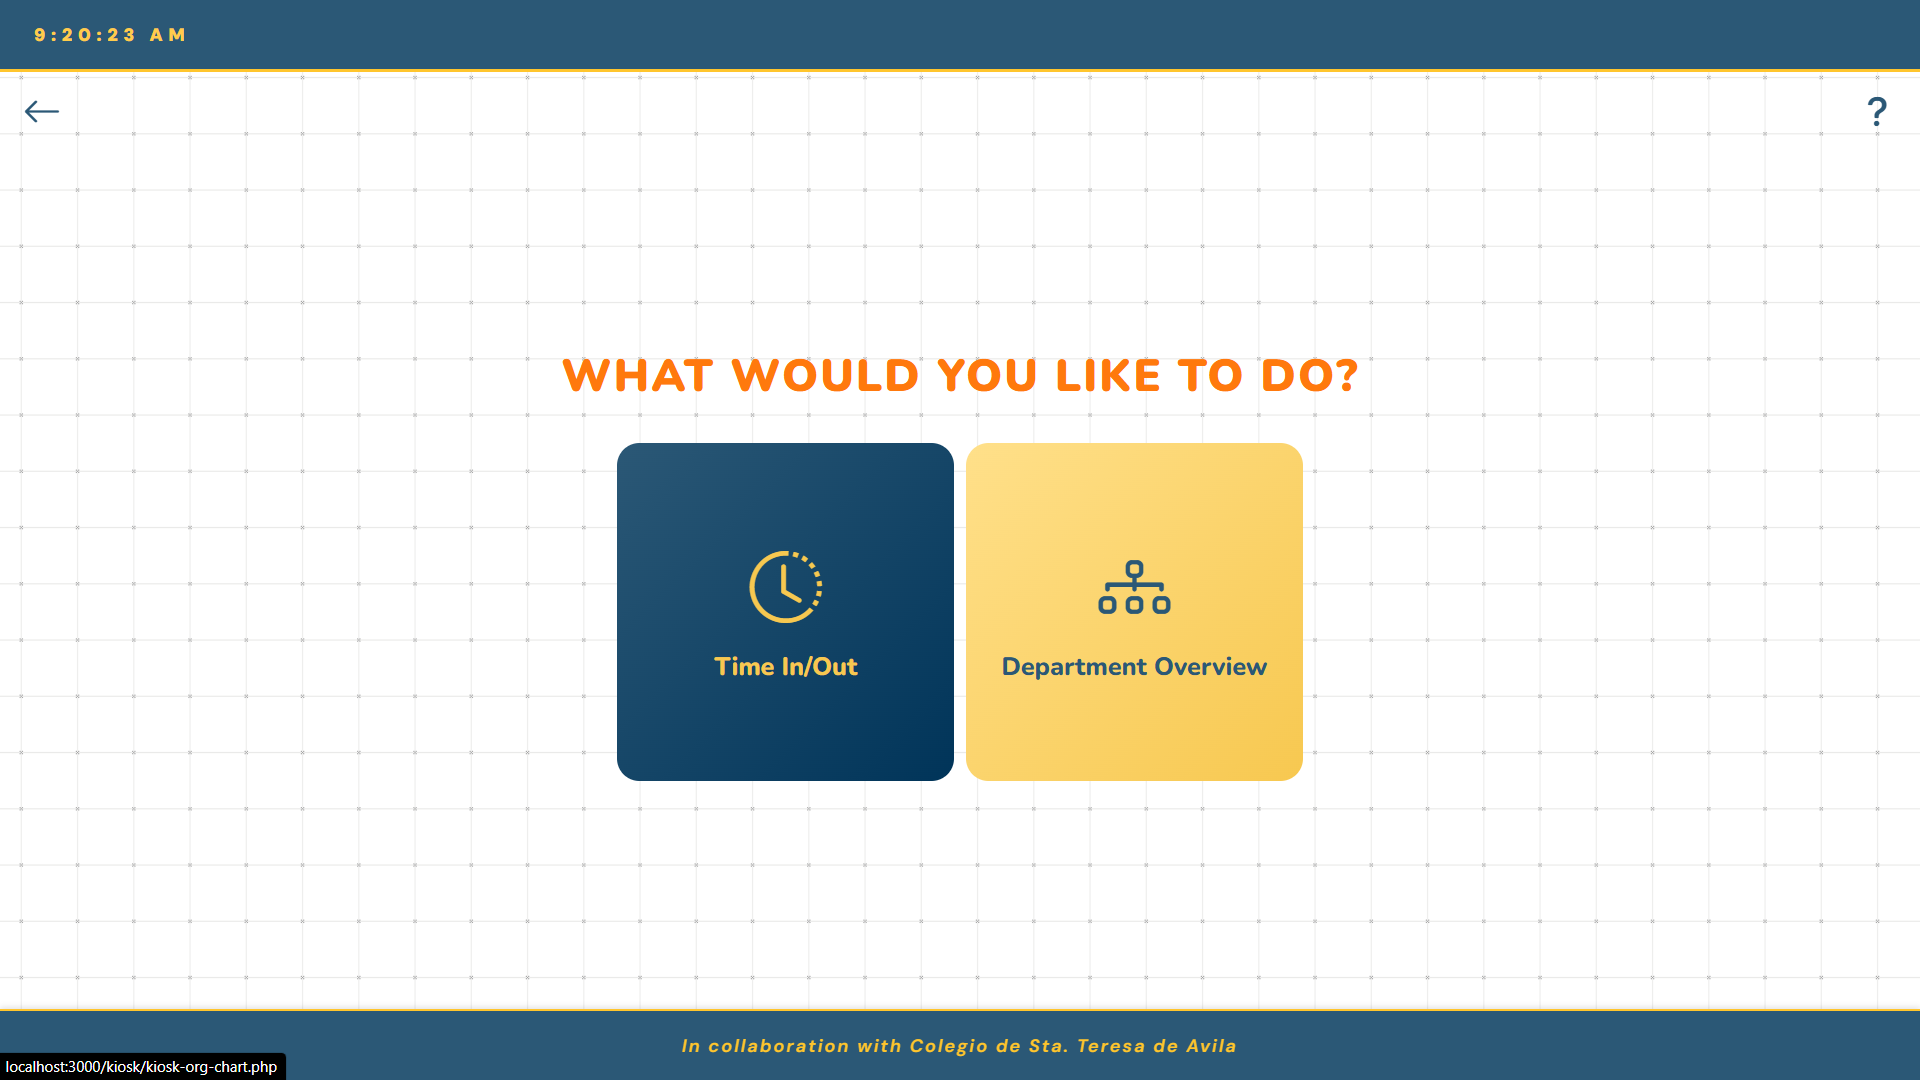 9:20:23 AM
?
WHAT WOULD YOU LIKE TO DO?
Time In/Out
Department Overview
In collaboration with Colegio de Sta. Teresa de Avila
localhost:3000/kiosk/kiosk-org-chart.php